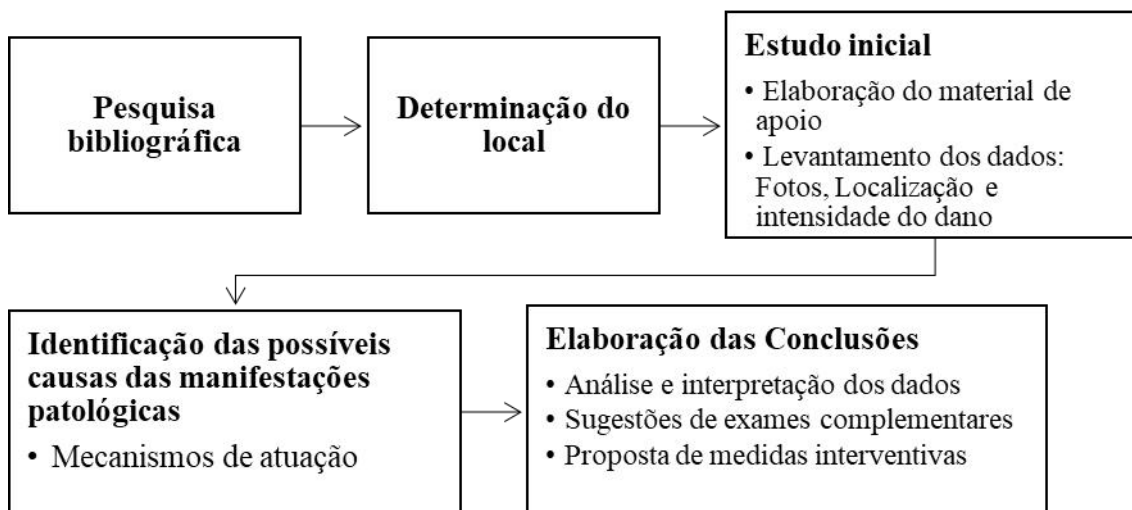 Pesquisa
bibliográfica
Determinação do
local
Estudo inicial
• Elaboração do material de
apoio
• Levantamento dos dados:
Fotos, Localização e
intensidade do dano
Identificação das possíveis
causas das manifestações
patológicas
• Mecanismos de atuação
Elaboração das Conclusões
• Análise e interpretação dos dados
• Sugestões de exames complementares
• Proposta de medidas interventivas